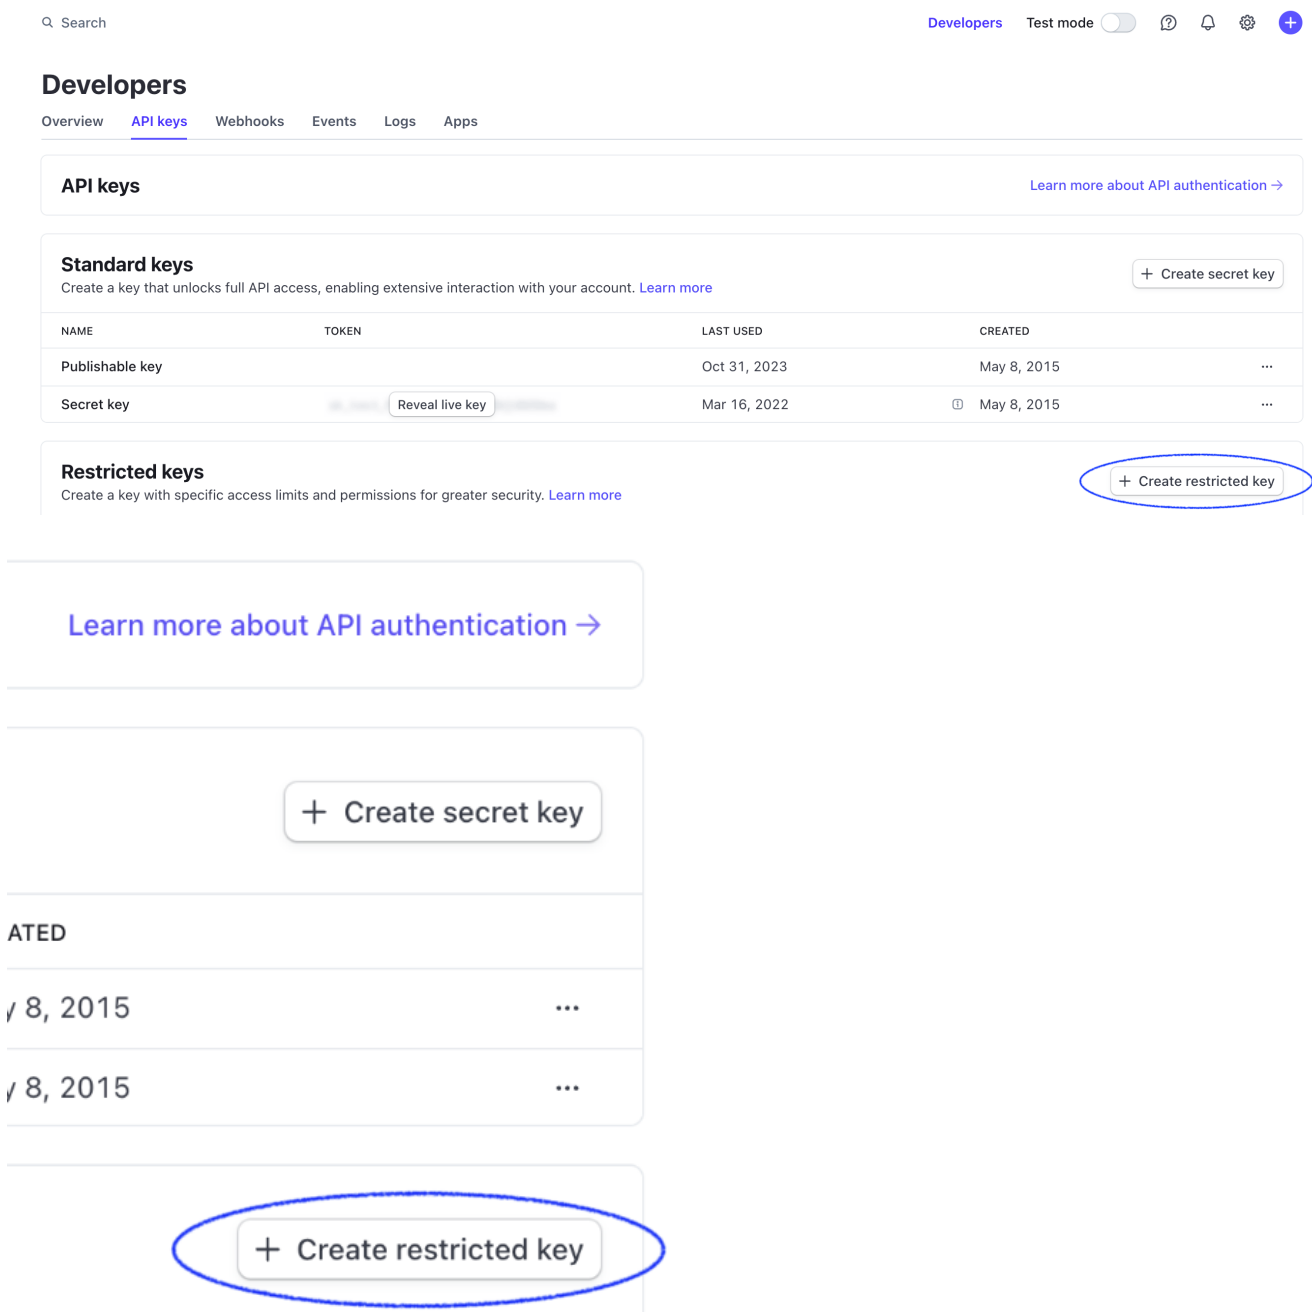 Search Developers Test mode
Developers
Overview API keys Webhooks Events Logs Apps
API keys Learn more about API authentication →
Standard keys
+ Create secret key
Create a key that unlocks full API access, enabling extensive interaction with your account. Learn more
NAME TOKEN LAST USED CREATED
Publishable key Oct 31, 2023 May 8, 2015 ...
Secret key Reveal live key Mar 16, 2022 May 8, 2015 ...
Restricted keys
+ Create restricted key
Create a key with specific access limits and permissions for greater security. Learn more
Learn more about API authentication →
+ Create secret key
ATED
y 8, 2015 ...
y 8, 2015 ...
+ Create restricted key